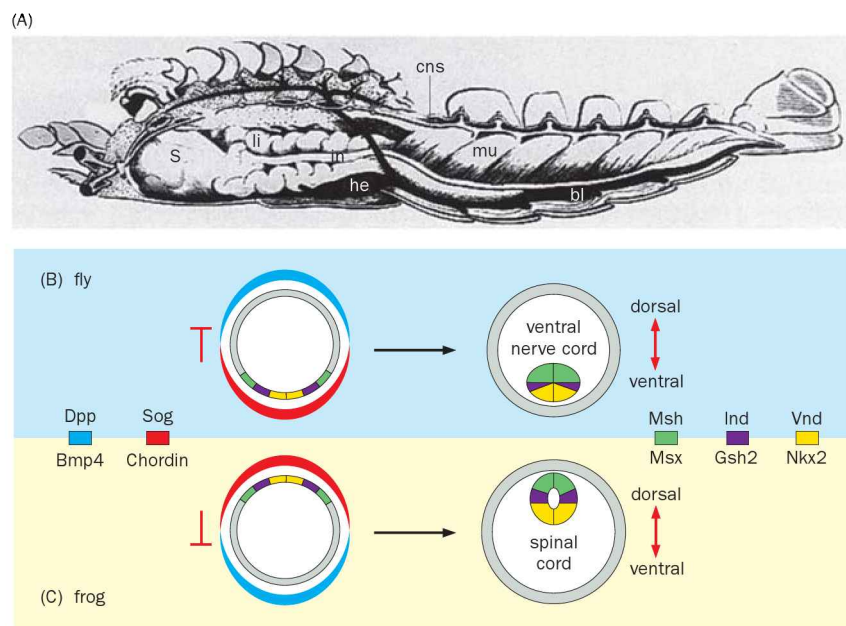 (A)
cns
S
li
in
mu
he
bl
(B) fly
dorsal
ventral
nerve cord
ventral
Dpp Sog Msh Ind Vnd
Bmp4 Chordin Msx Gsh2 Nkx2
dorsal
spinal
cord
ventral
(C) frog